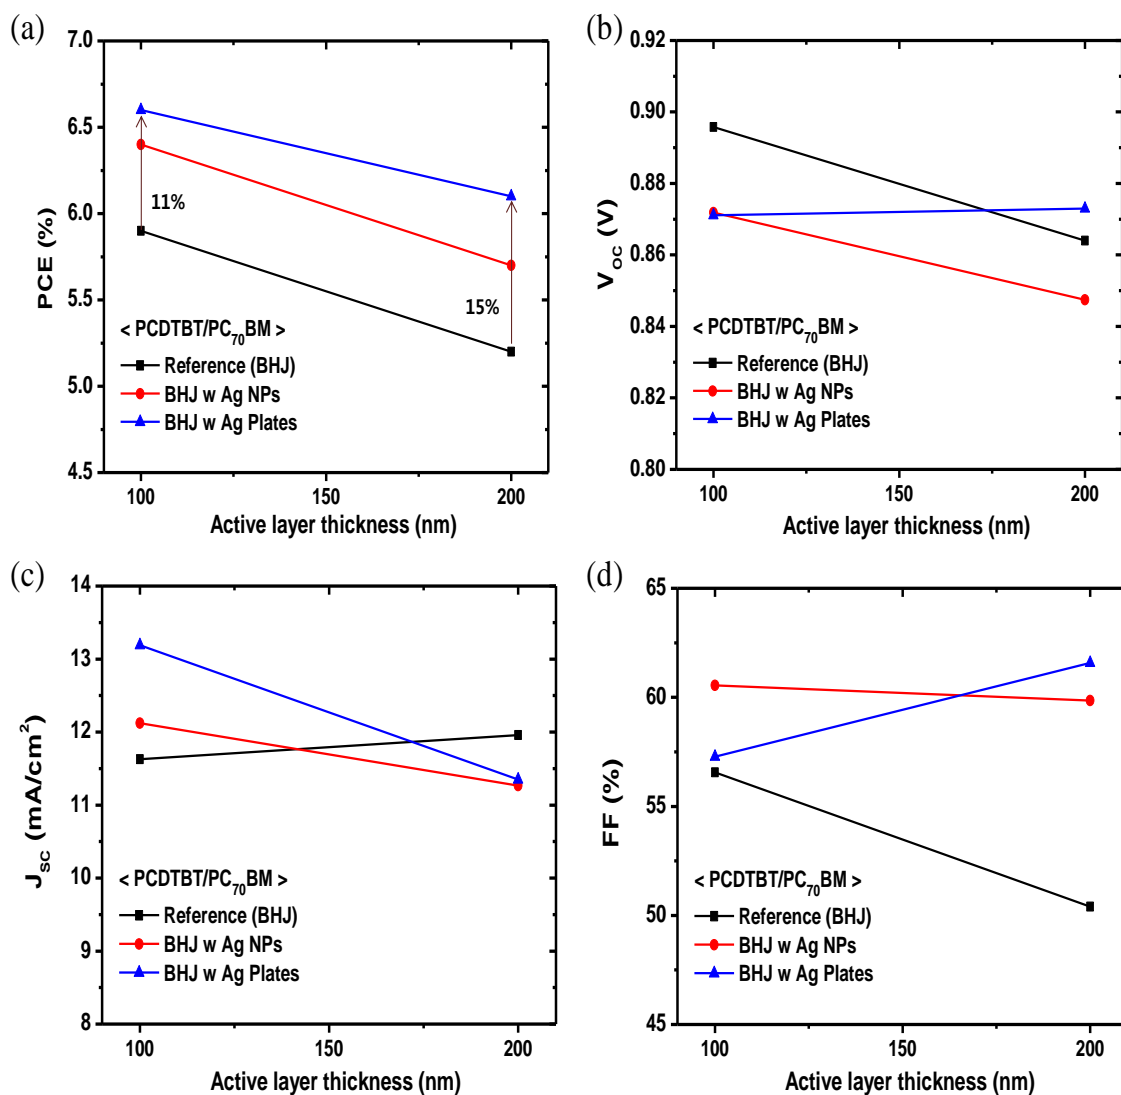 (a)
7.0
6.5
6.0
5.5
5.0
4.5
PCE (%)
11%
15%
< PCDTBT/PC70BM >
Reference (BHJ)
BHJ w Ag NPs
BHJ w Ag Plates
100
150
200
Active layer thickness (nm)
(b)
0.92
0.90
0.88
0.86
0.84
0.82
0.80
VOC (V)
< PCDTBT/PC70BM >
Reference (BHJ)
BHJ w Ag NPs
BHJ w Ag Plates
100
150
200
Active layer thickness (nm)
(c)
14
13
12
11
10
9
8
JSC (mA/cm2)
< PCDTBT/PC70BM >
Reference (BHJ)
BHJ w Ag NPs
BHJ w Ag Plates
100
150
200
Active layer thickness (nm)
(d)
65
60
55
50
45
FF (%)
< PCDTBT/PC70BM >
Reference (BHJ)
BHJ w Ag NPs
BHJ w Ag Plates
100
150
200
Active layer thickness (nm)